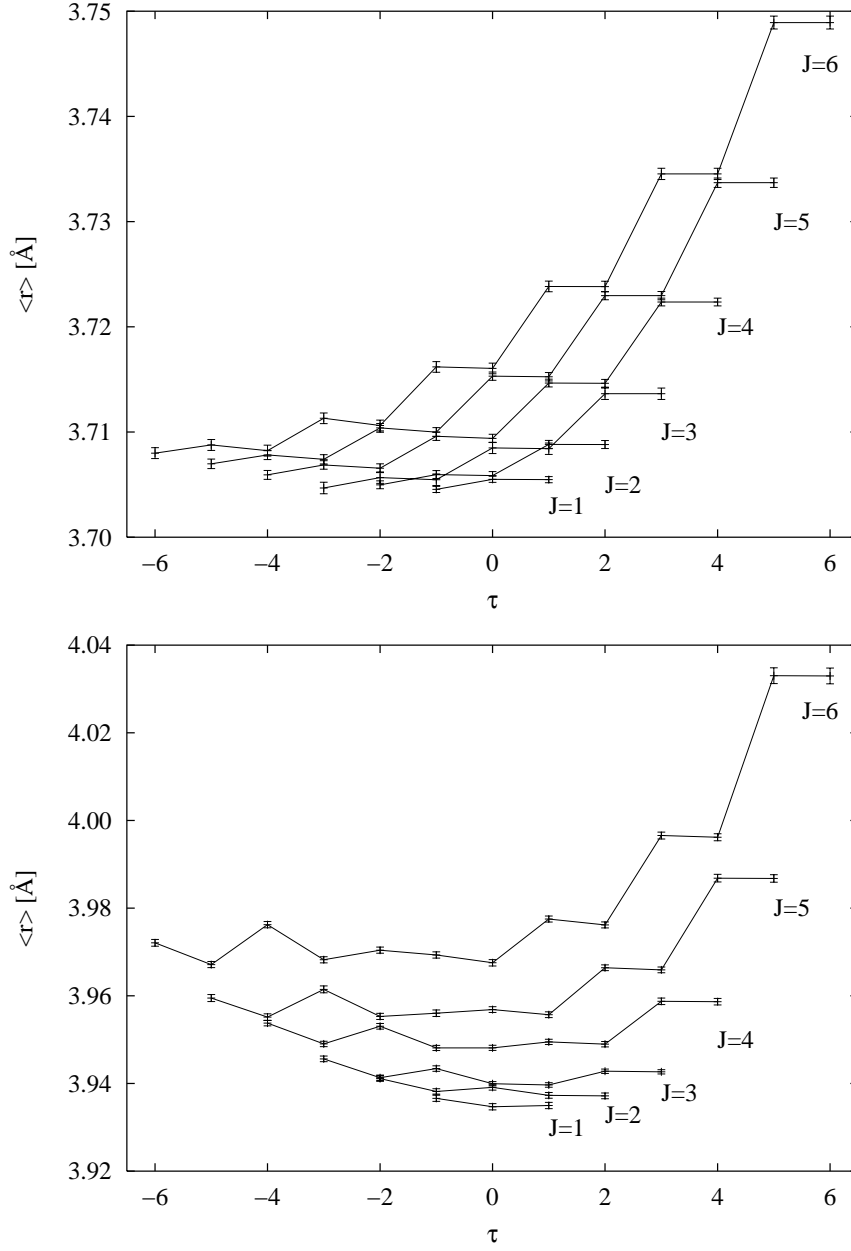 3.75
J=6
3.74
3.73
J=5
<r> [Å]
3.72
J=4
3.71
J=3
J=2
J=1
3.70
−6 −4 −2 0 2 4 6
τ
4.04
4.02
J=6
4.00
<r> [Å]
3.98
J=5
3.96
J=4
3.94
J=3
J=2
J=1
3.92
−6 −4 −2 0 2 4 6
τ